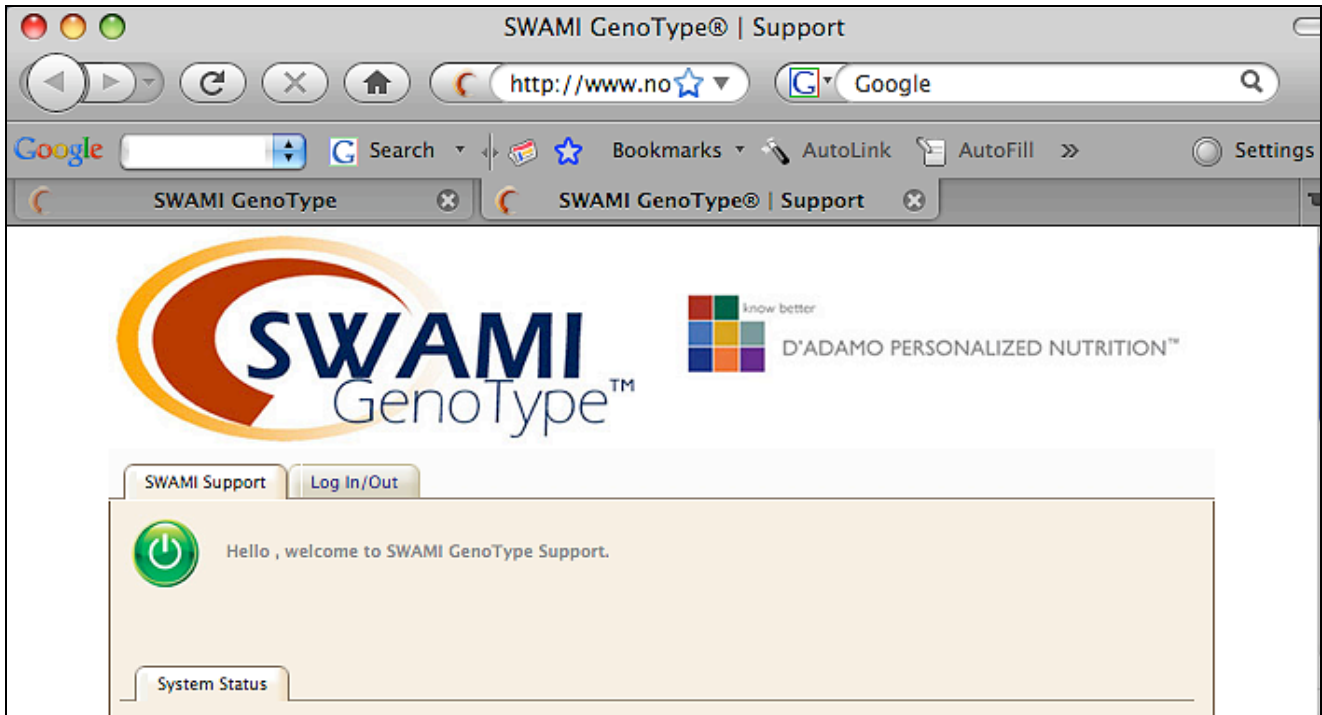 SWAMI GenoType® | Support
http://www.no
G Google
Google G Search Bookmarks AutoLink AutoFill » Settings
SWAMI GenoType SWAMI GenoType® | Support
know better
SWAMI
D'ADAMO PERSONALIZED NUTRITION™
GenoType™
SWAMI Support Log In/Out
Hello , welcome to SWAMI GenoType Support.
System Status